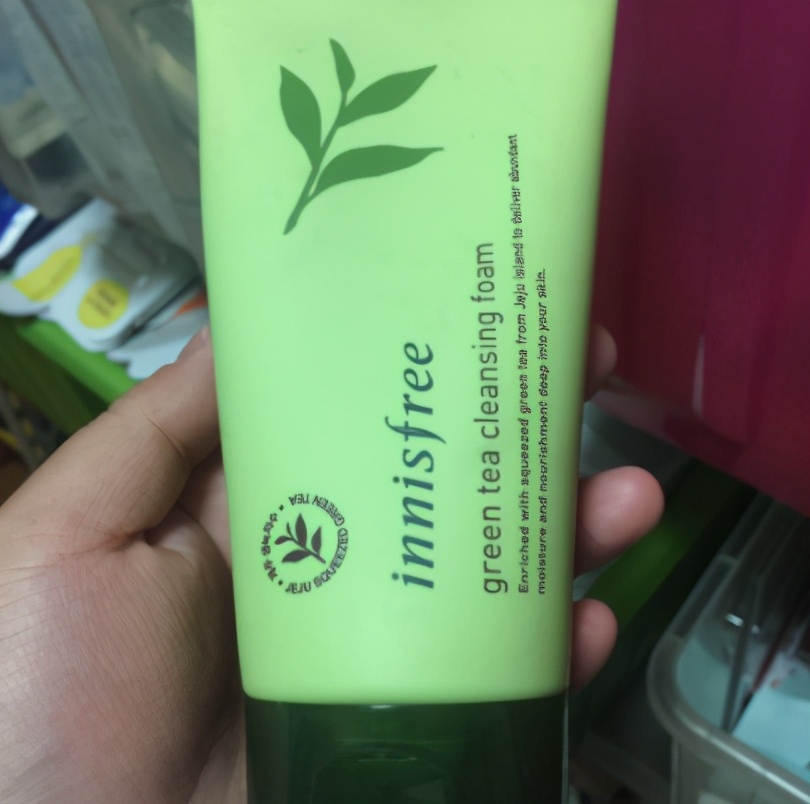 innisfree
green tea cleansing foam
Enriched with squeezed green tea from Jeju island to deliver abundant
moisture and nourishment deep into your skin.
JEJU SQUEEZED GREEN TEA